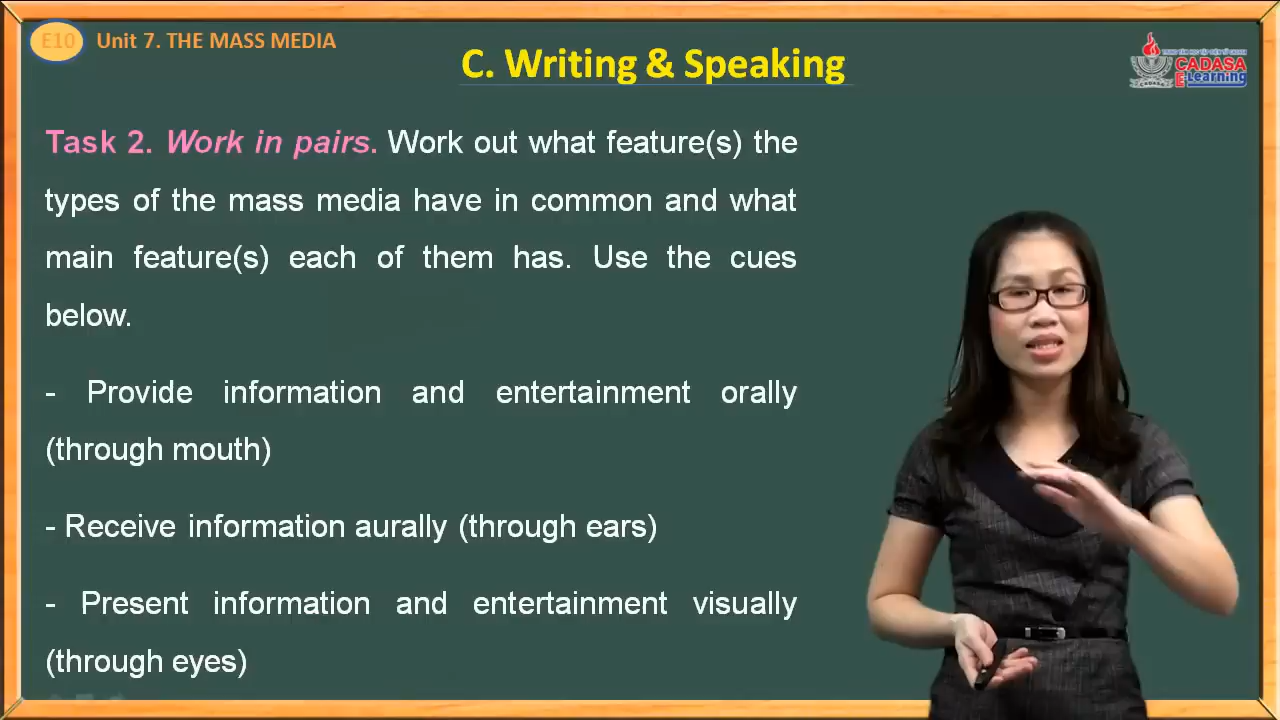 E10 Unit 7. THE MASS MEDIA
C. Writing & Speaking
CADASA
E Learning
Task 2. Work in pairs. Work out what feature(s) the
types of the mass media have in common and what
main feature(s) each of them has. Use the cues
below.
- Provide information and entertainment orally
(through mouth)
- Receive information aurally (through ears)
- Present information and entertainment visually
(through eyes)